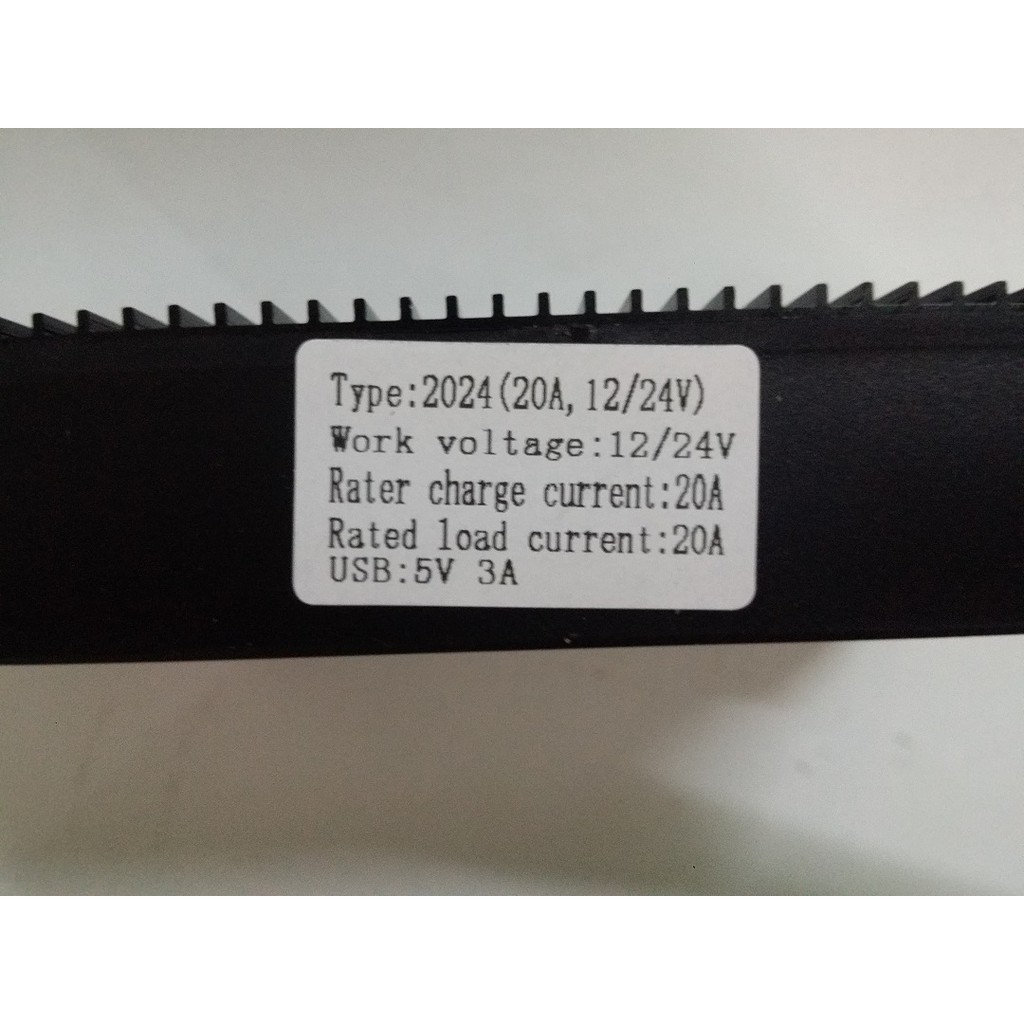 Type:2024(20A,12/24V)
Work voltage:12/24V
Rater charge current:20A
Rated load current:20A
USB:5V 3A